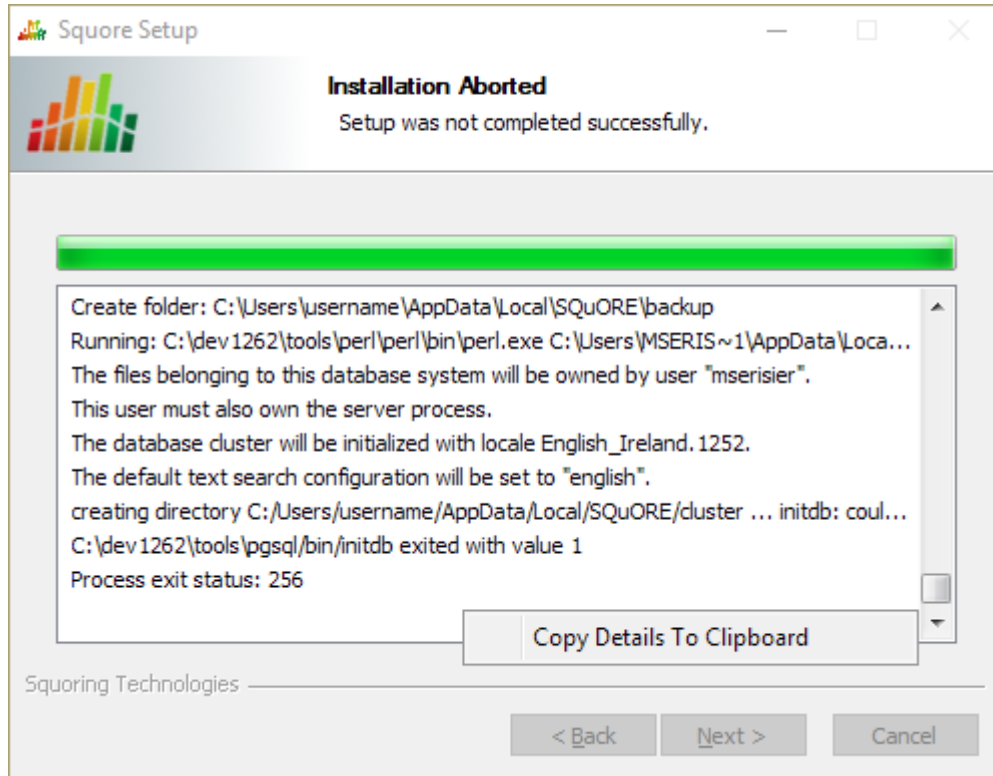 Squore Setup
Installation Aborted
Setup was not completed successfully.
Create folder: C:\Users\username\AppData\Local\SQuORE\backup
Running: C:\dev1262\tools\perl\perl\bin\perl.exe C:\Users\MSERIS~1\AppData\Loca...
The files belonging to this database system will be owned by user "mserisier".
This user must also own the server process.
The database cluster will be initialized with locale English_Ireland.1252.
The default text search configuration will be set to "english".
creating directory C:/Users/username/AppData/Local/SQuORE/cluster ... initdb: coul...
C:\dev1262\tools\pgsql/bin/initdb exited with value 1
Process exit status: 256
Copy Details To Clipboard
Squoring Technologies
< Back
Next >
Cancel